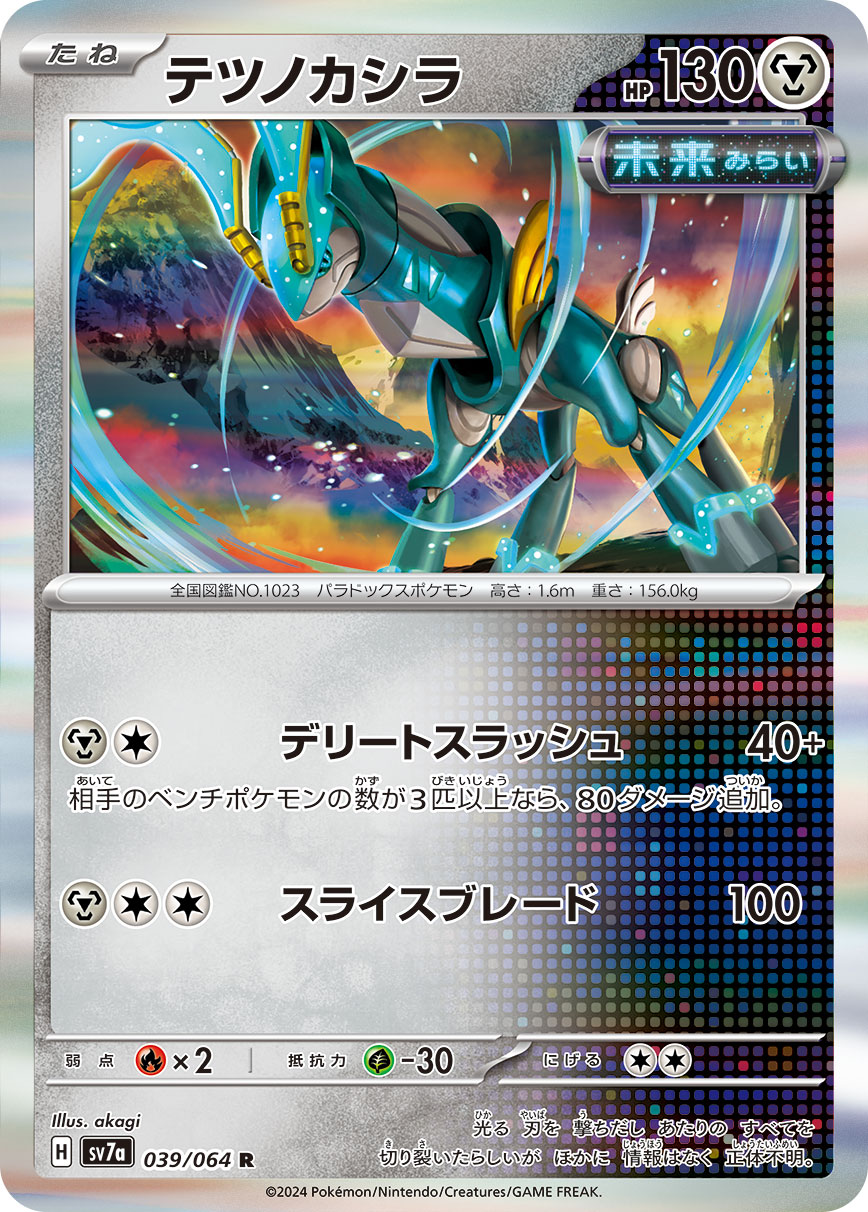 たね
テツノカシラ
HP 130
未来 みらい
全国図鑑NO.1023 パラドックスポケモン 高さ：1.6m 重さ：156.0kg
デリートスラッシュ 40+
相手のベンチポケモンの数が3匹以上なら、80ダメージ追加。
スライスブレード 100
弱点 ×2 抵抗力 -30 にげる
Illus. akagi
光る 刃を 撃ちだし あたりの すべてを
切り裂いたらしいが ほかに 情報はなく 正体不明。
H sv7a 039/064 R
©2024 Pokémon/Nintendo/Creatures/GAME FREAK.